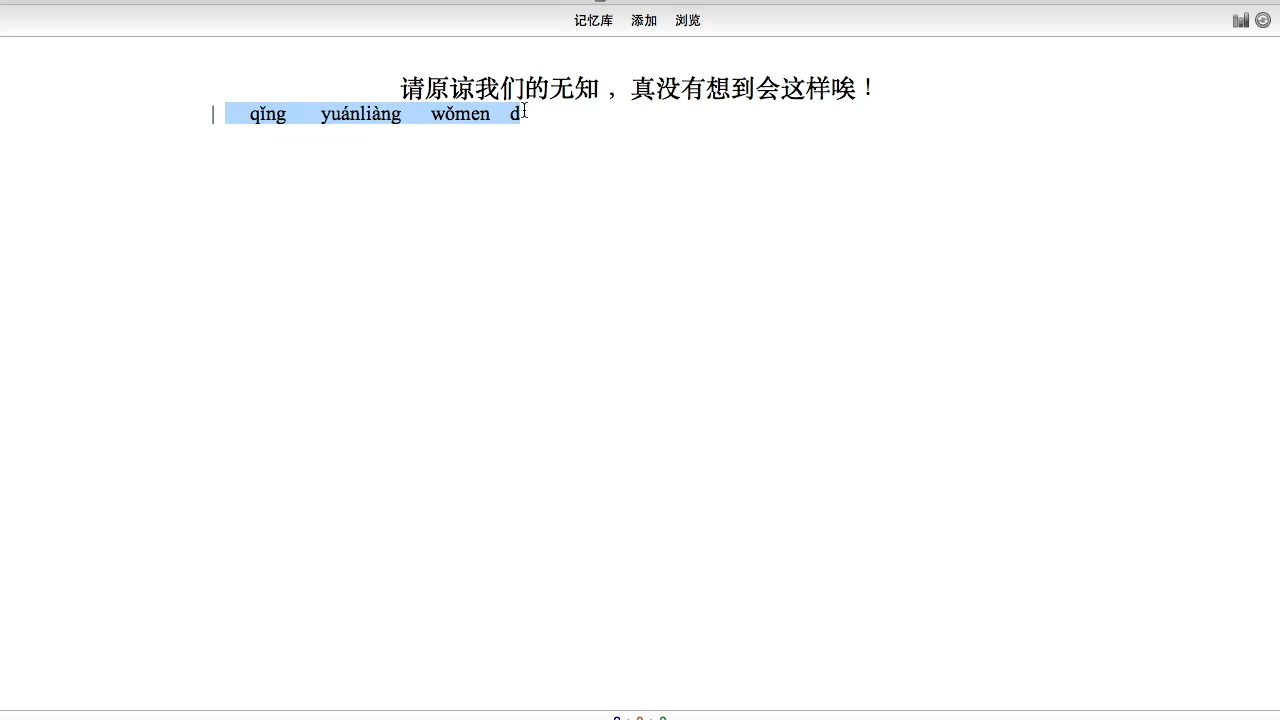 记忆库 添加 浏览
请原谅我们的无知，真没有想到会这样唉！
qǐng yuánliàng wǒmen d